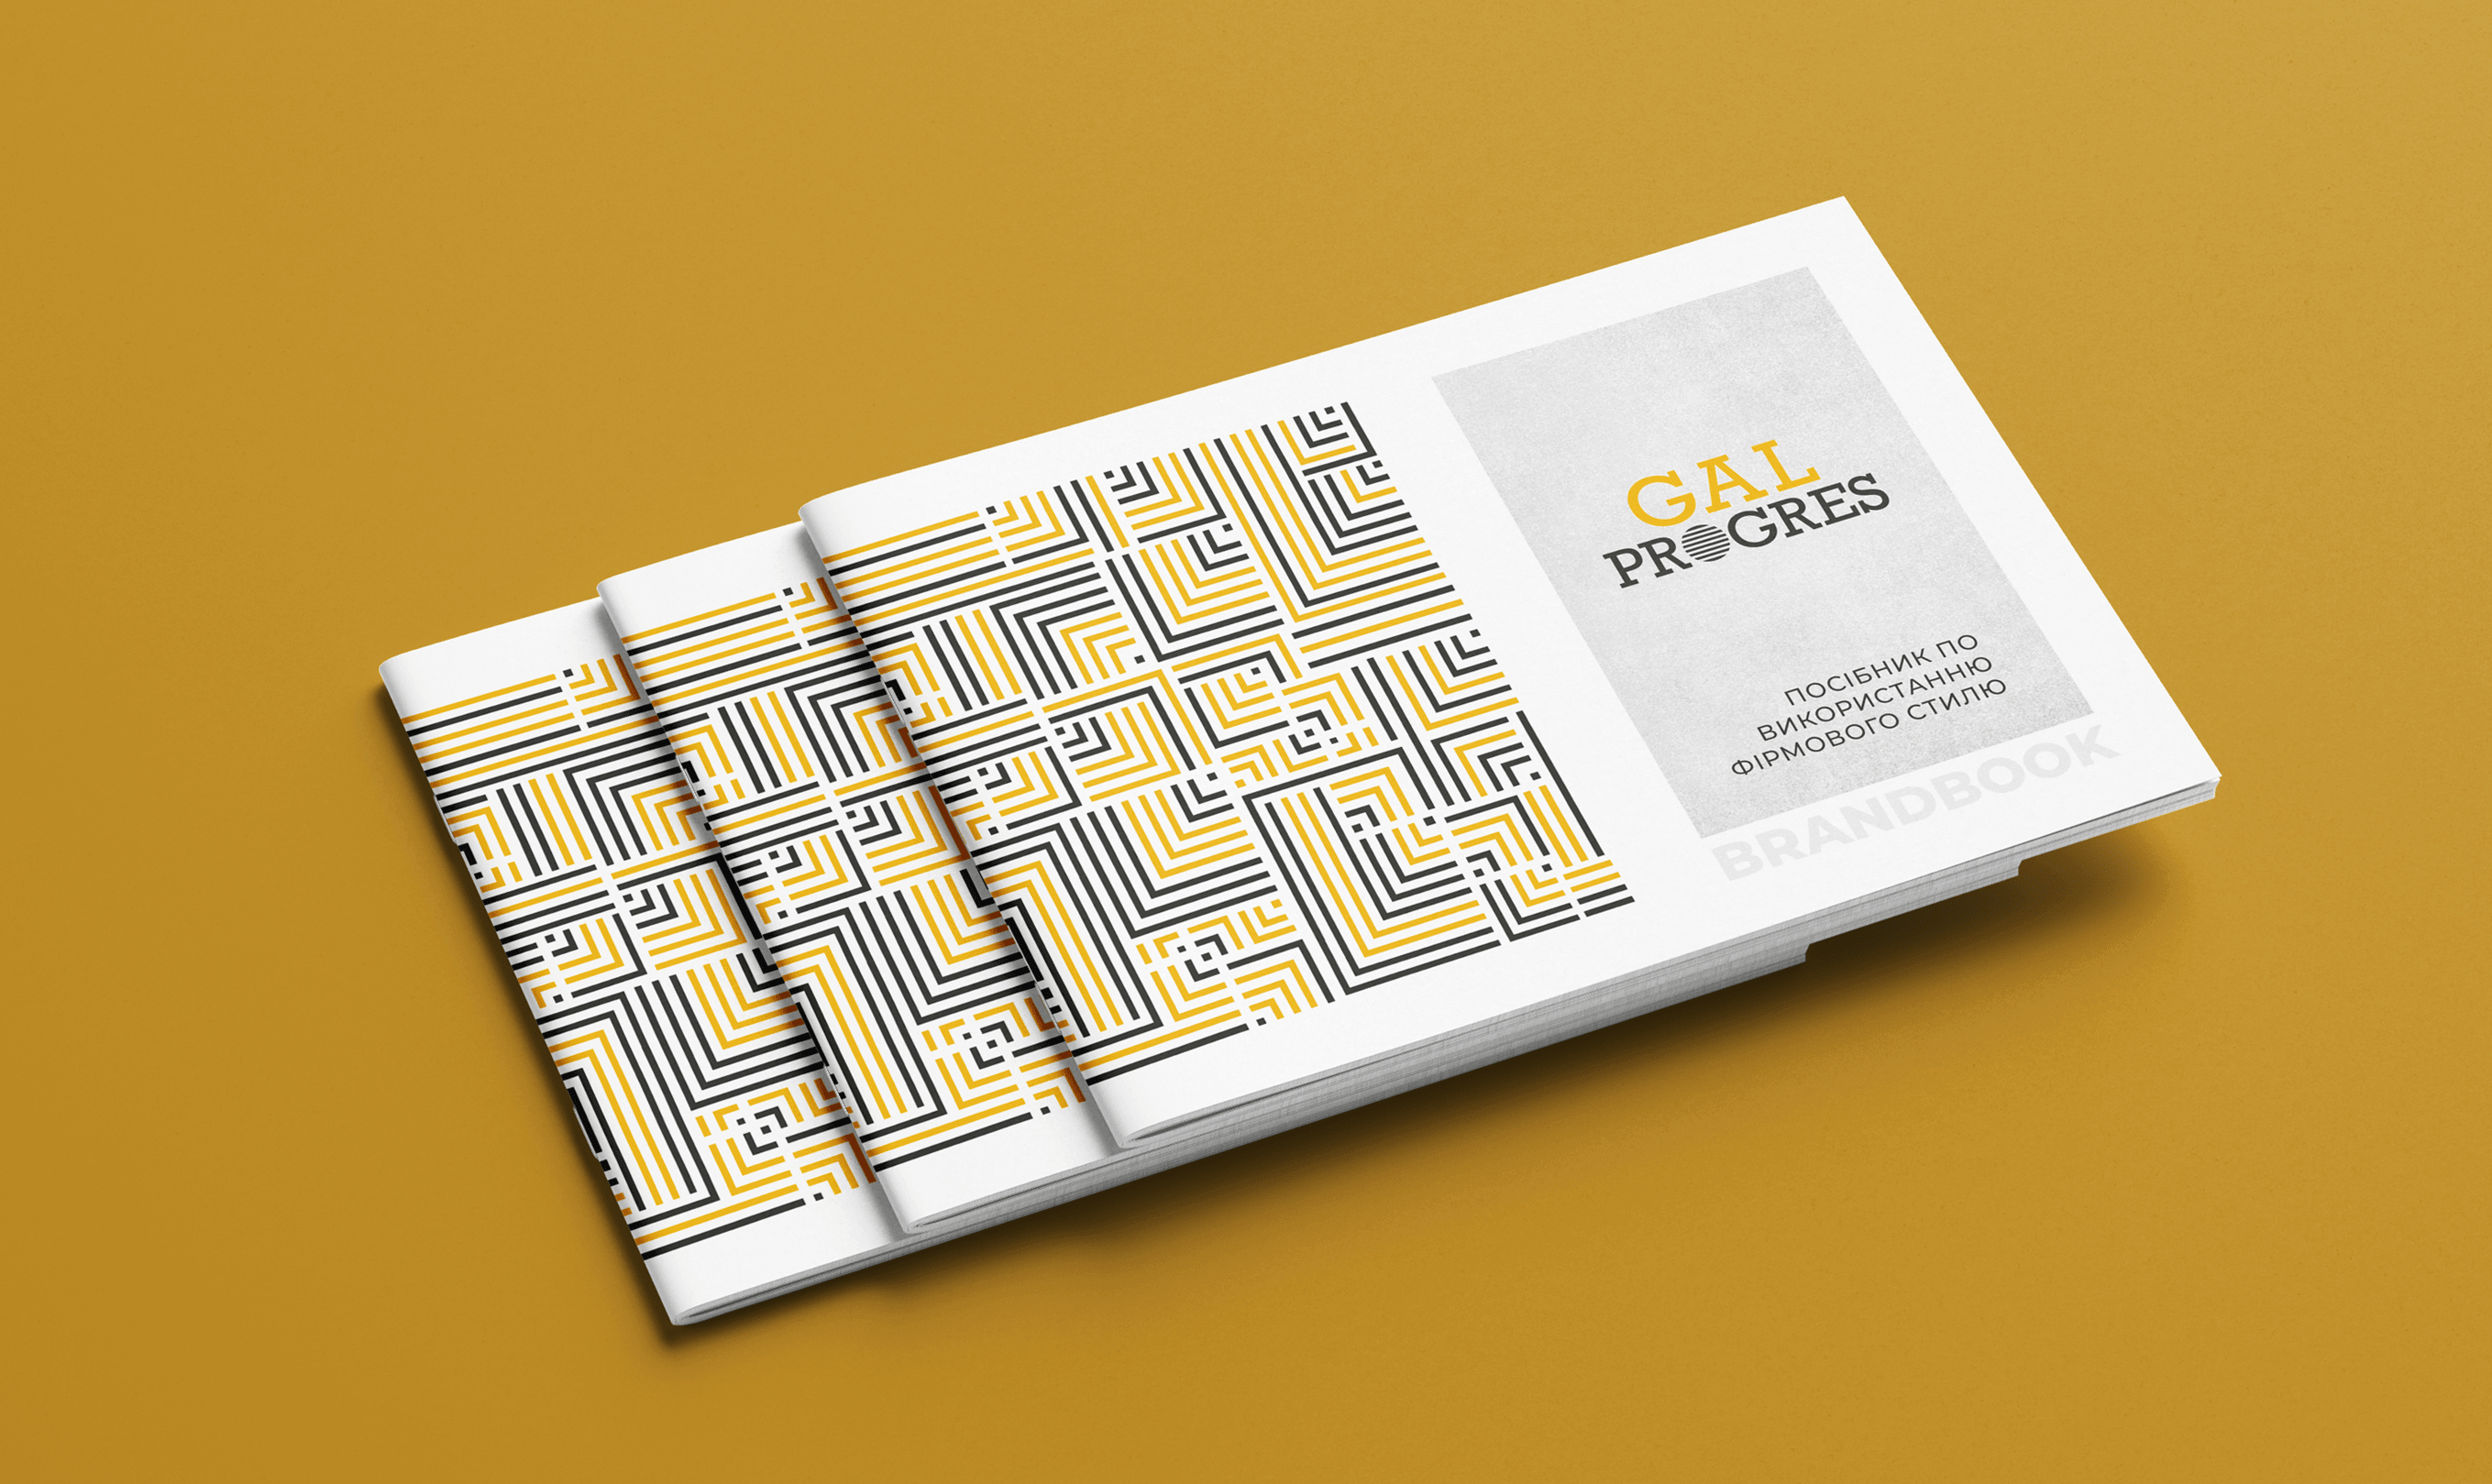 GAL
PROGRES
ПОСІБНИК ПО
ВИКОРИСТАННЮ
ФІРМОВОГО СТИЛЮ
BRANDBOOK